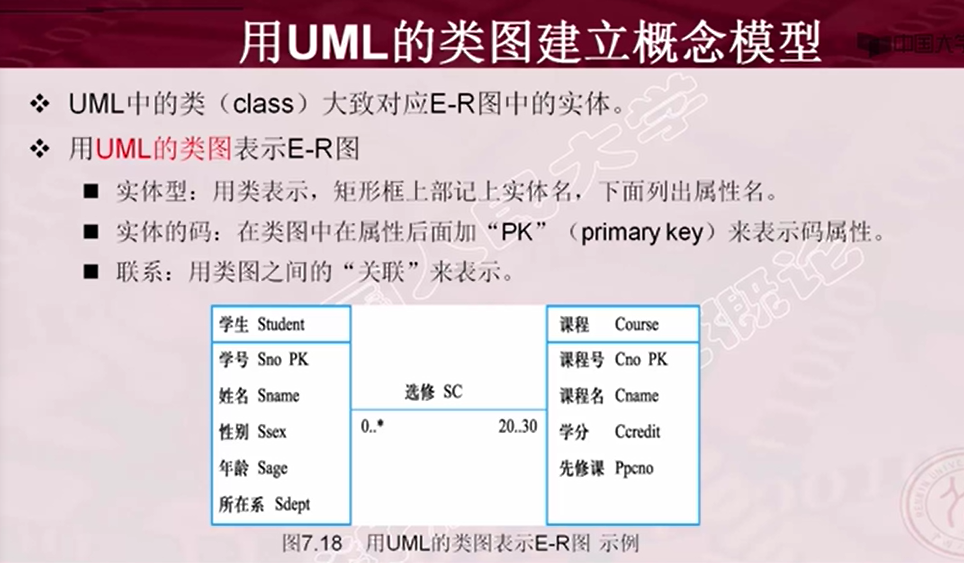 用UML的类图建立概念模型
中国大学
UML中的类（class）大致对应E-R图中的实体。
用UML的类图表示E-R图
实体型：用类表示，矩形框上部记上实体名，下面列出属性名。
实体的码：在类图中在属性后面加“PK”（primary key）来表示码属性。
联系：用类图之间的“关联”来表示。
学生 Student
学号 Sno PK
姓名 Sname
性别 Ssex
年龄 Sage
所在系 Sdept
选修 SC
0..*
20..30
课程 Course
课程号 Cno PK
课程名 Cname
学分 Ccredit
先修课 Ppcno
图7.18 用UML的类图表示E-R图 示例